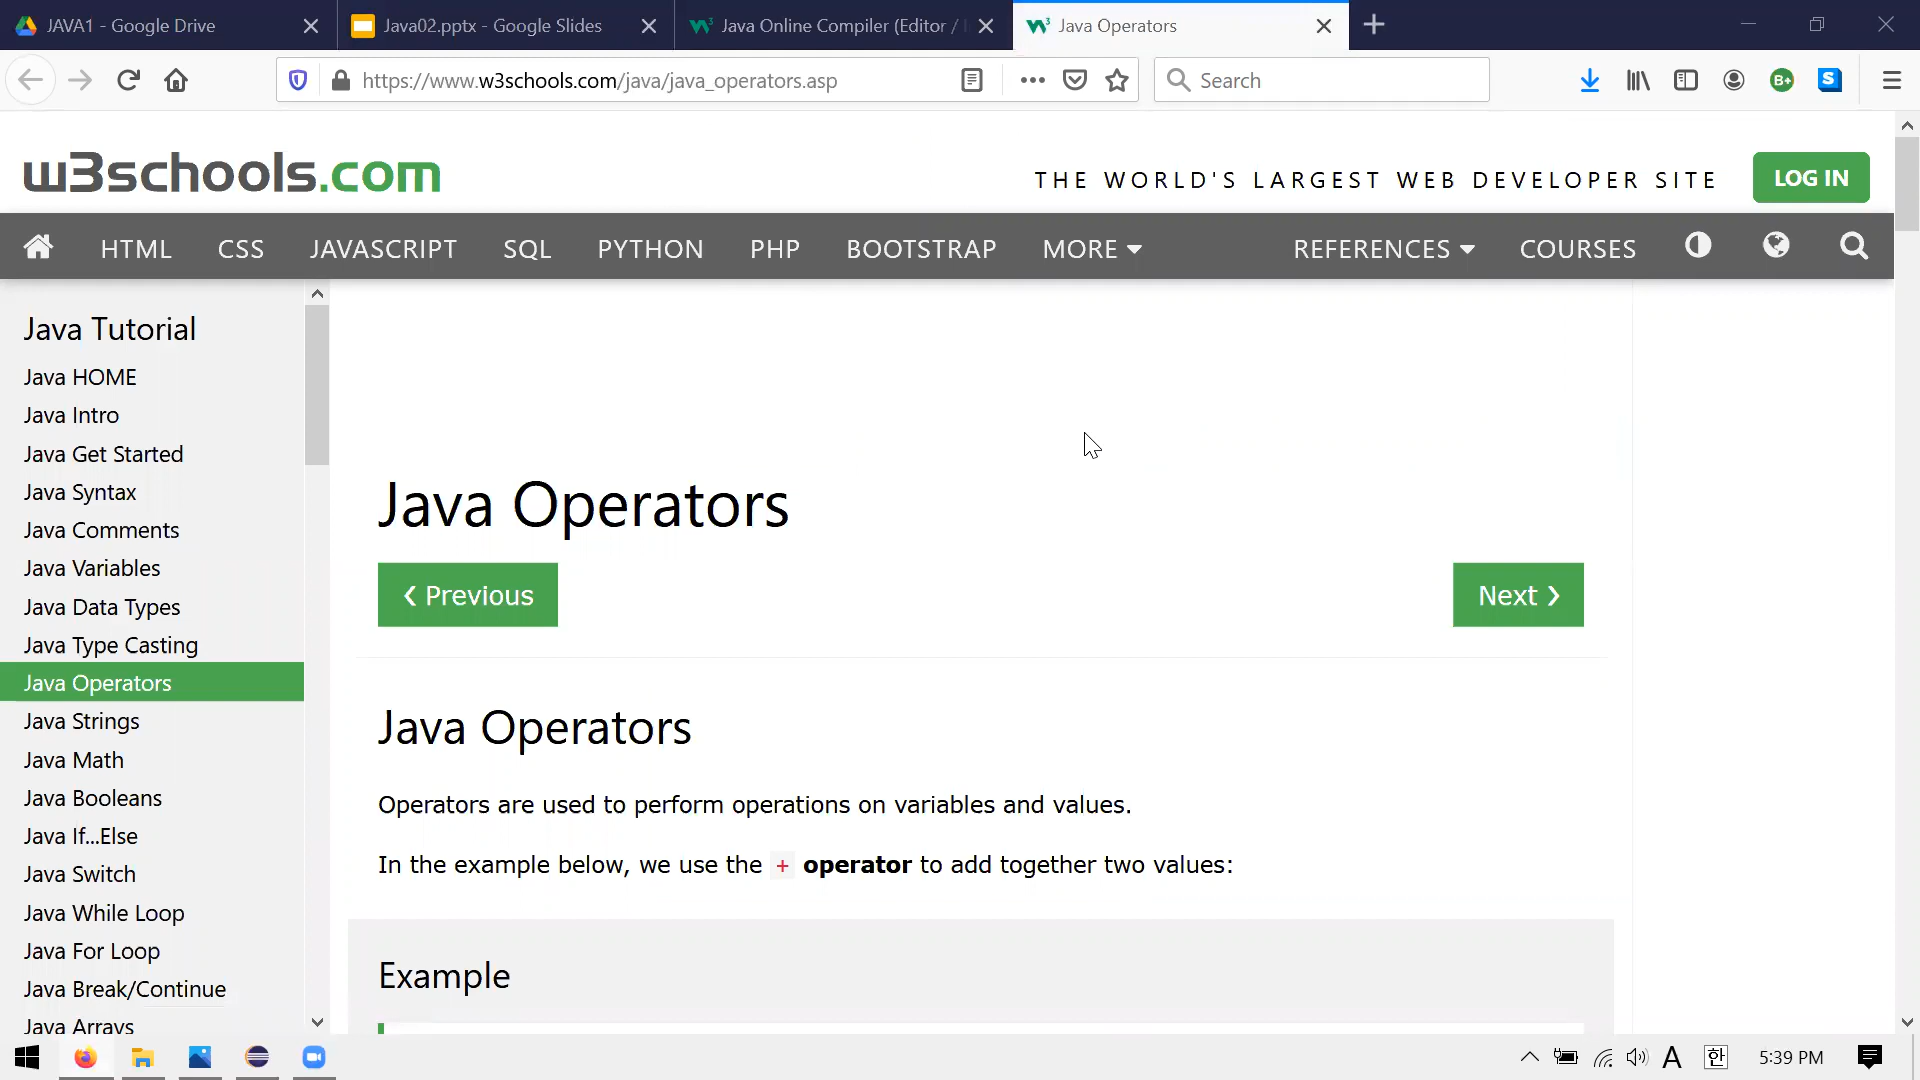 JAVA1 - Google Drive
Java02.pptx - Google Slides
Java Online Compiler (Editor /
Java Operators
https://www.w3schools.com/java/java_operators.asp
Search
B+
S
w3schools.com
THE WORLD'S LARGEST WEB DEVELOPER SITE
LOG IN
HTML
CSS
JAVASCRIPT
SQL
PYTHON
PHP
BOOTSTRAP
MORE
REFERENCES
COURSES
Java Tutorial
Java HOME
Java Intro
Java Get Started
Java Syntax
Java Comments
Java Variables
Java Data Types
Java Type Casting
Java Operators
Java Strings
Java Math
Java Booleans
Java If...Else
Java Switch
Java While Loop
Java For Loop
Java Break/Continue
Java Arrays
Java Operators
❮ Previous
Next ❯
Java Operators
Operators are used to perform operations on variables and values.
In the example below, we use the + operator to add together two values:
Example
A
한
5:39 PM